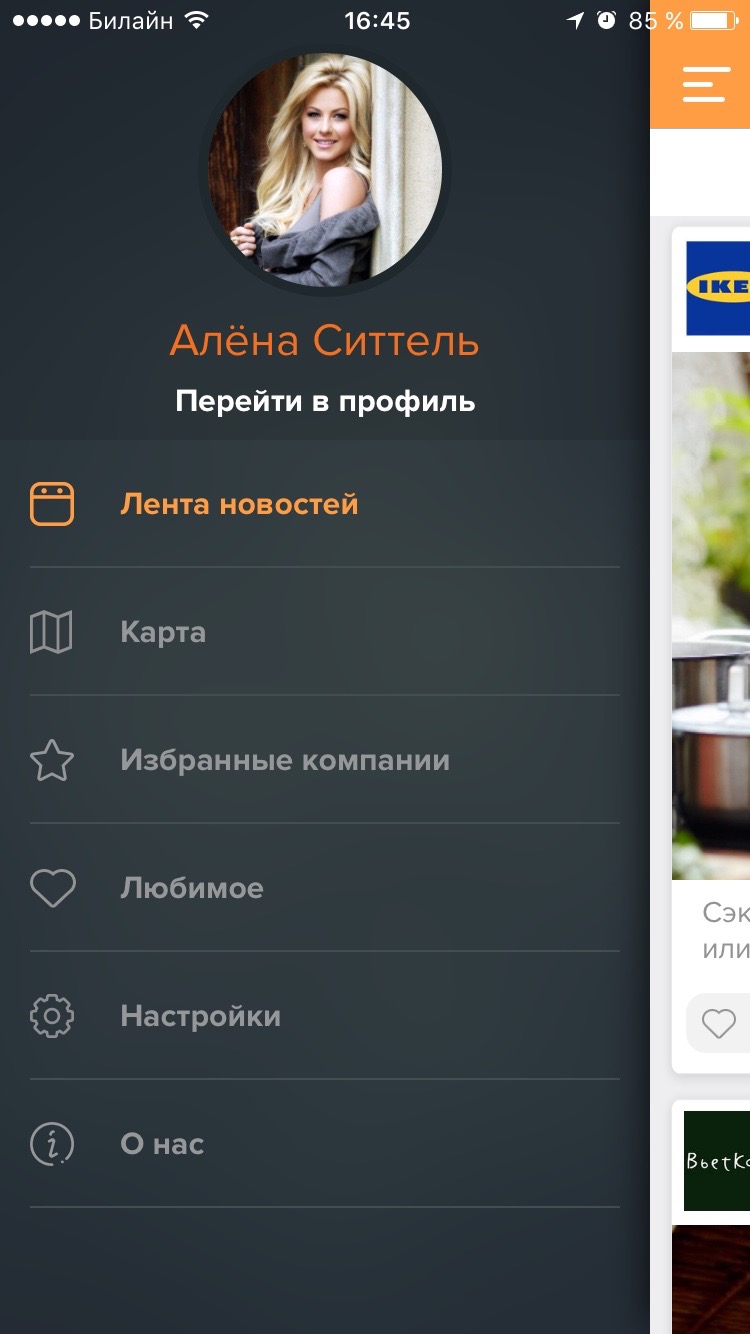 Билайн 16:45 85 %
Алёна Ситтель
Перейти в профиль
Лента новостей
Карта
Избранные компании
Любимое
Настройки
О нас
IKE
Сэк
или